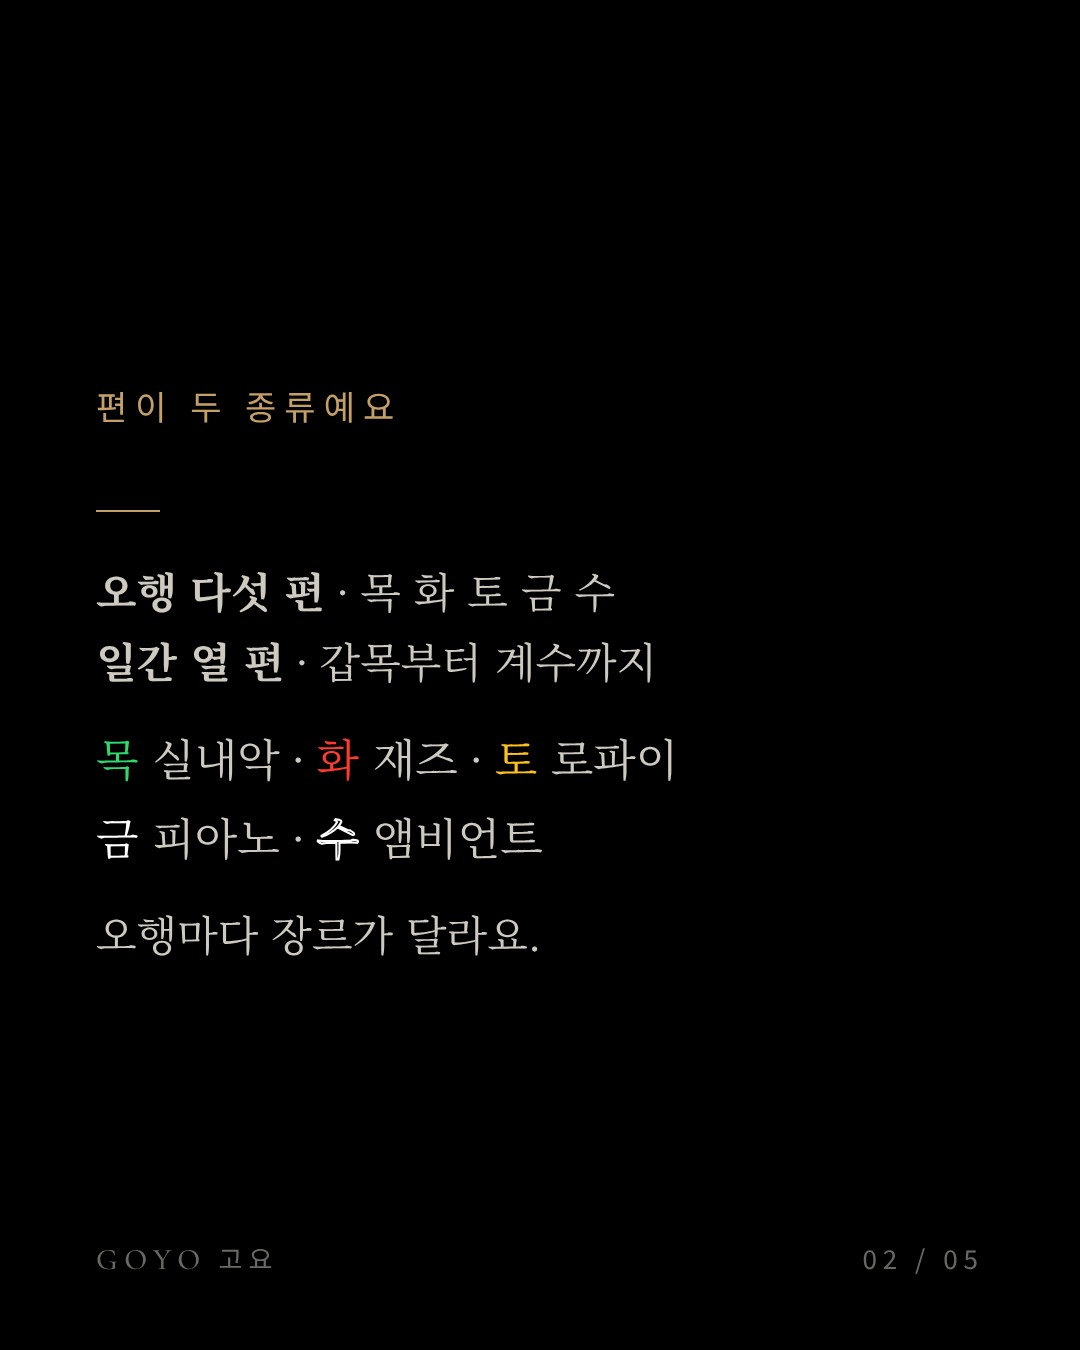 편이 두 종류예요
오행 다섯 편 · 목 화 토 금 수
일간 열 편 · 갑목부터 계수까지
목 실내악 · 화 재즈 · 토 로파이
금 피아노 · 수 앰비언트
오행마다 장르가 달라요.
GOYO 고요
02 / 05